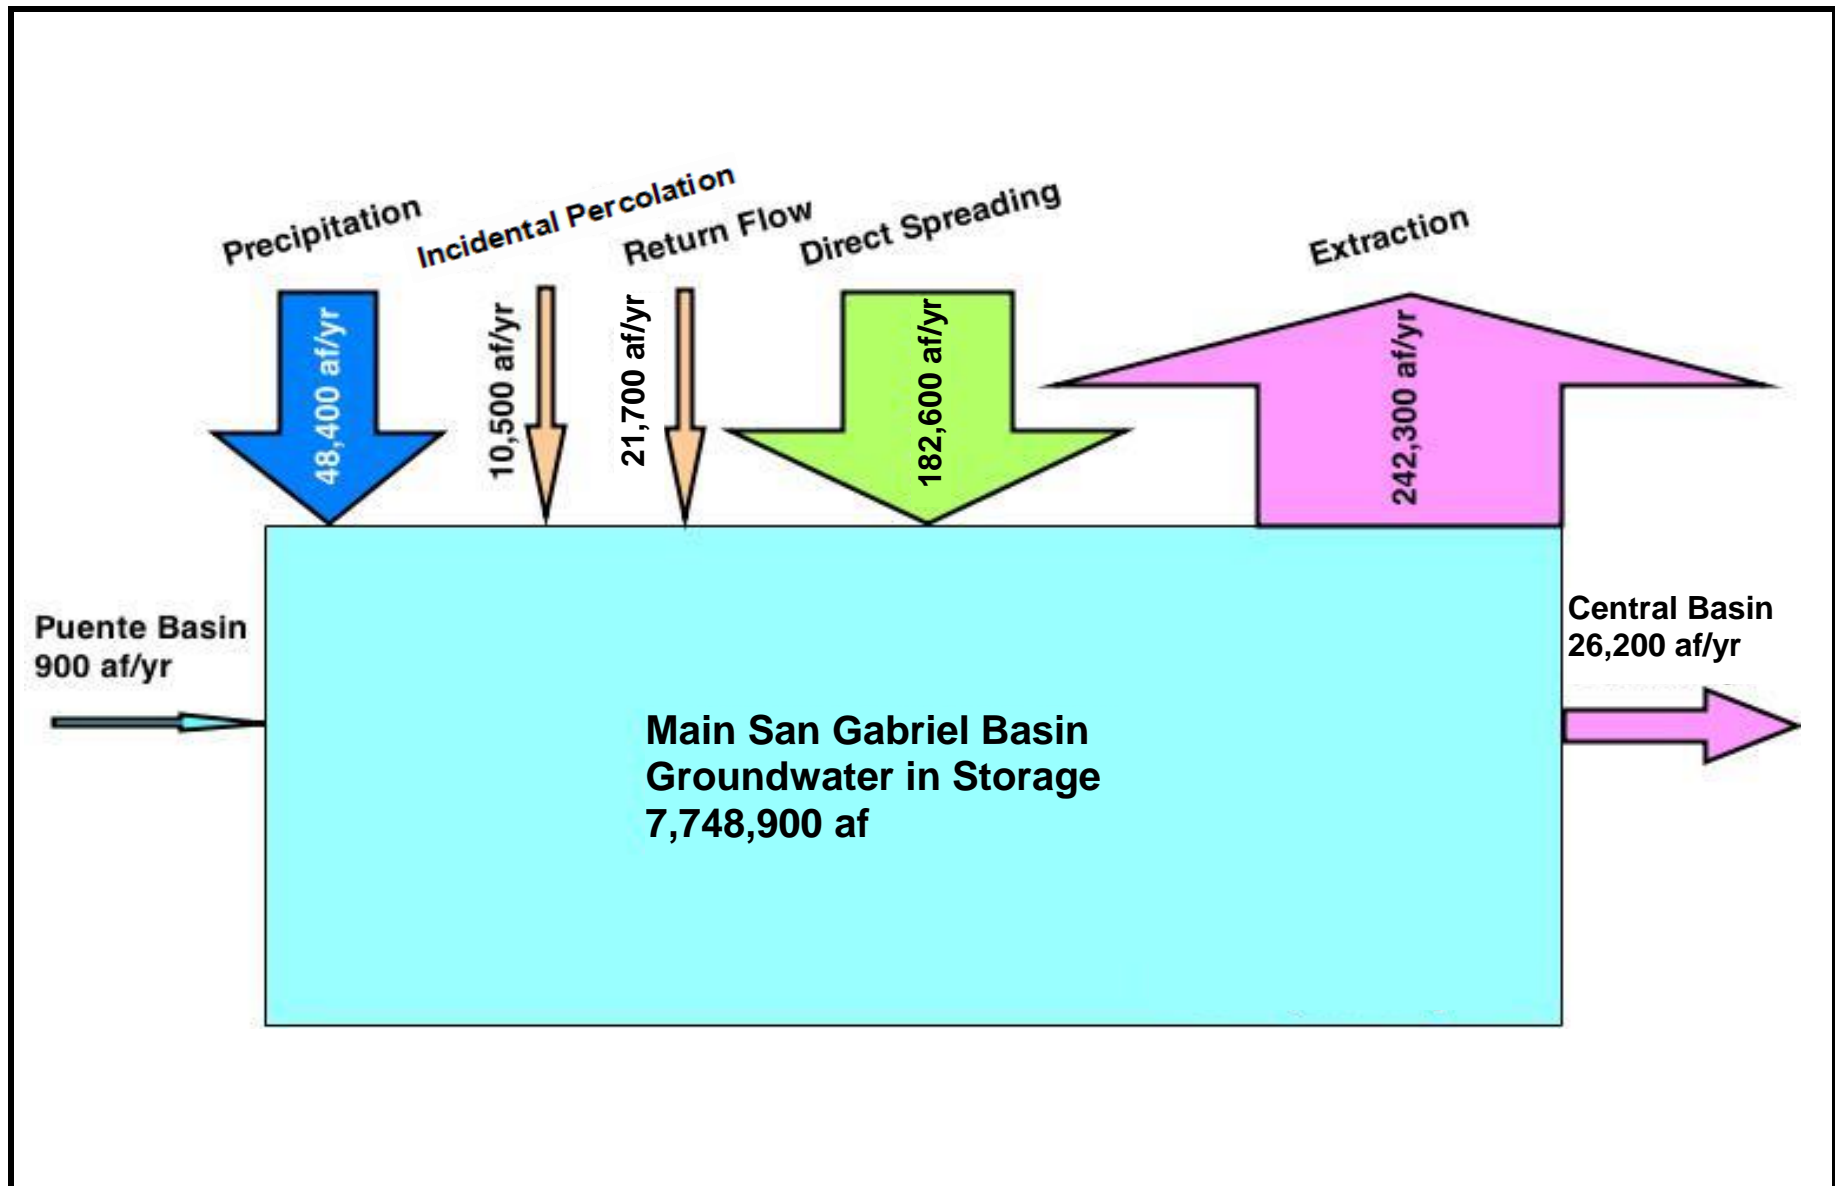 Precipitation
Incidental Percolation
Return Flow
Direct Spreading
Extraction
48,400 af/yr
10,500 af/yr
21,700 af/yr
182,600 af/yr
242,300 af/yr
Puente Basin
900 af/yr
Central Basin
26,200 af/yr
Main San Gabriel Basin
Groundwater in Storage
7,748,900 af